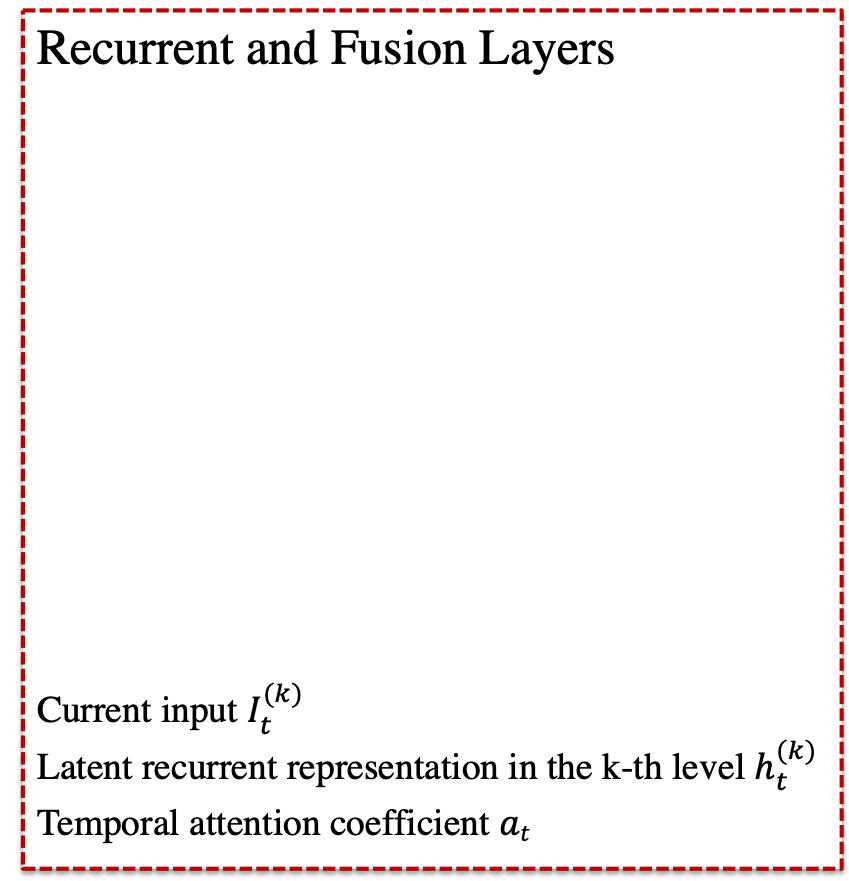 Recurrent and Fusion Layers
Current input $I_t^{(k)}$
Latent recurrent representation in the k-th level $h_t^{(k)}$
Temporal attention coefficient $a_t$